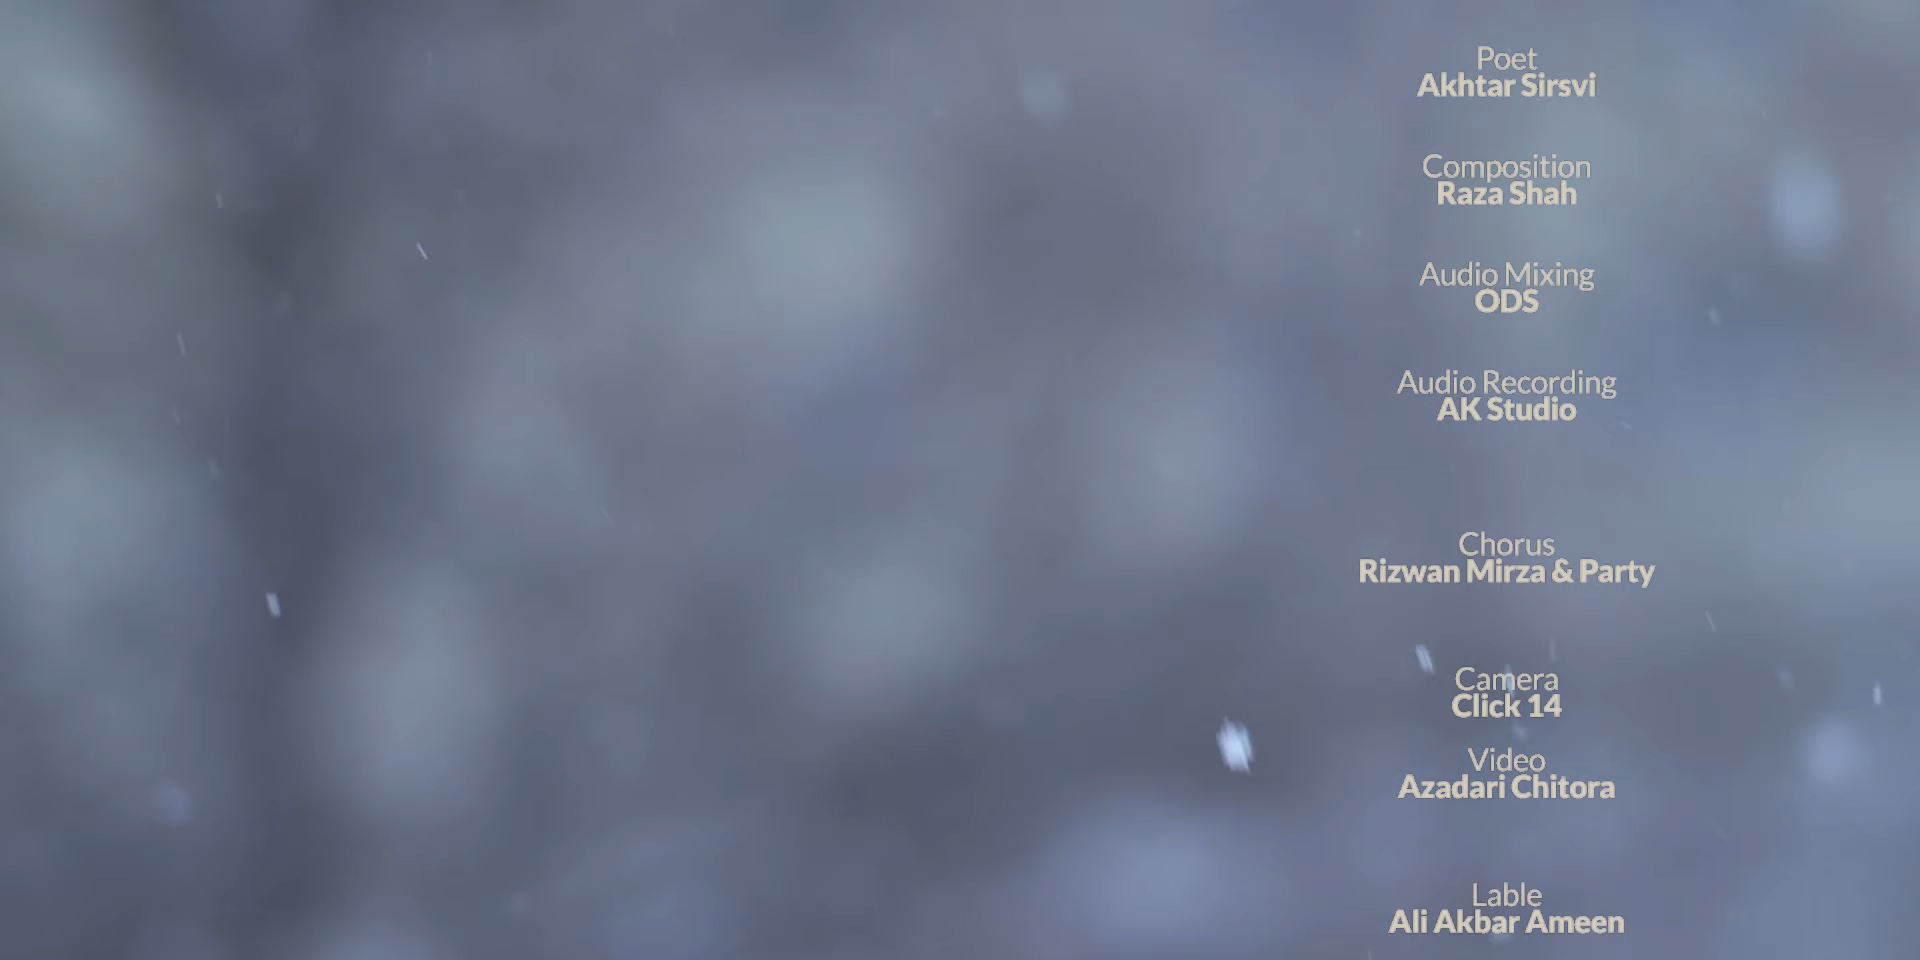 Poet
Akhtar Sirsvi
Composition
Raza Shah
Audio Mixing
ODS
Audio Recording
AK Studio
Chorus
Rizwan Mirza & Party
Camera
Click 14
Video
Azadari Chitora
Lable
Ali Akbar Ameen